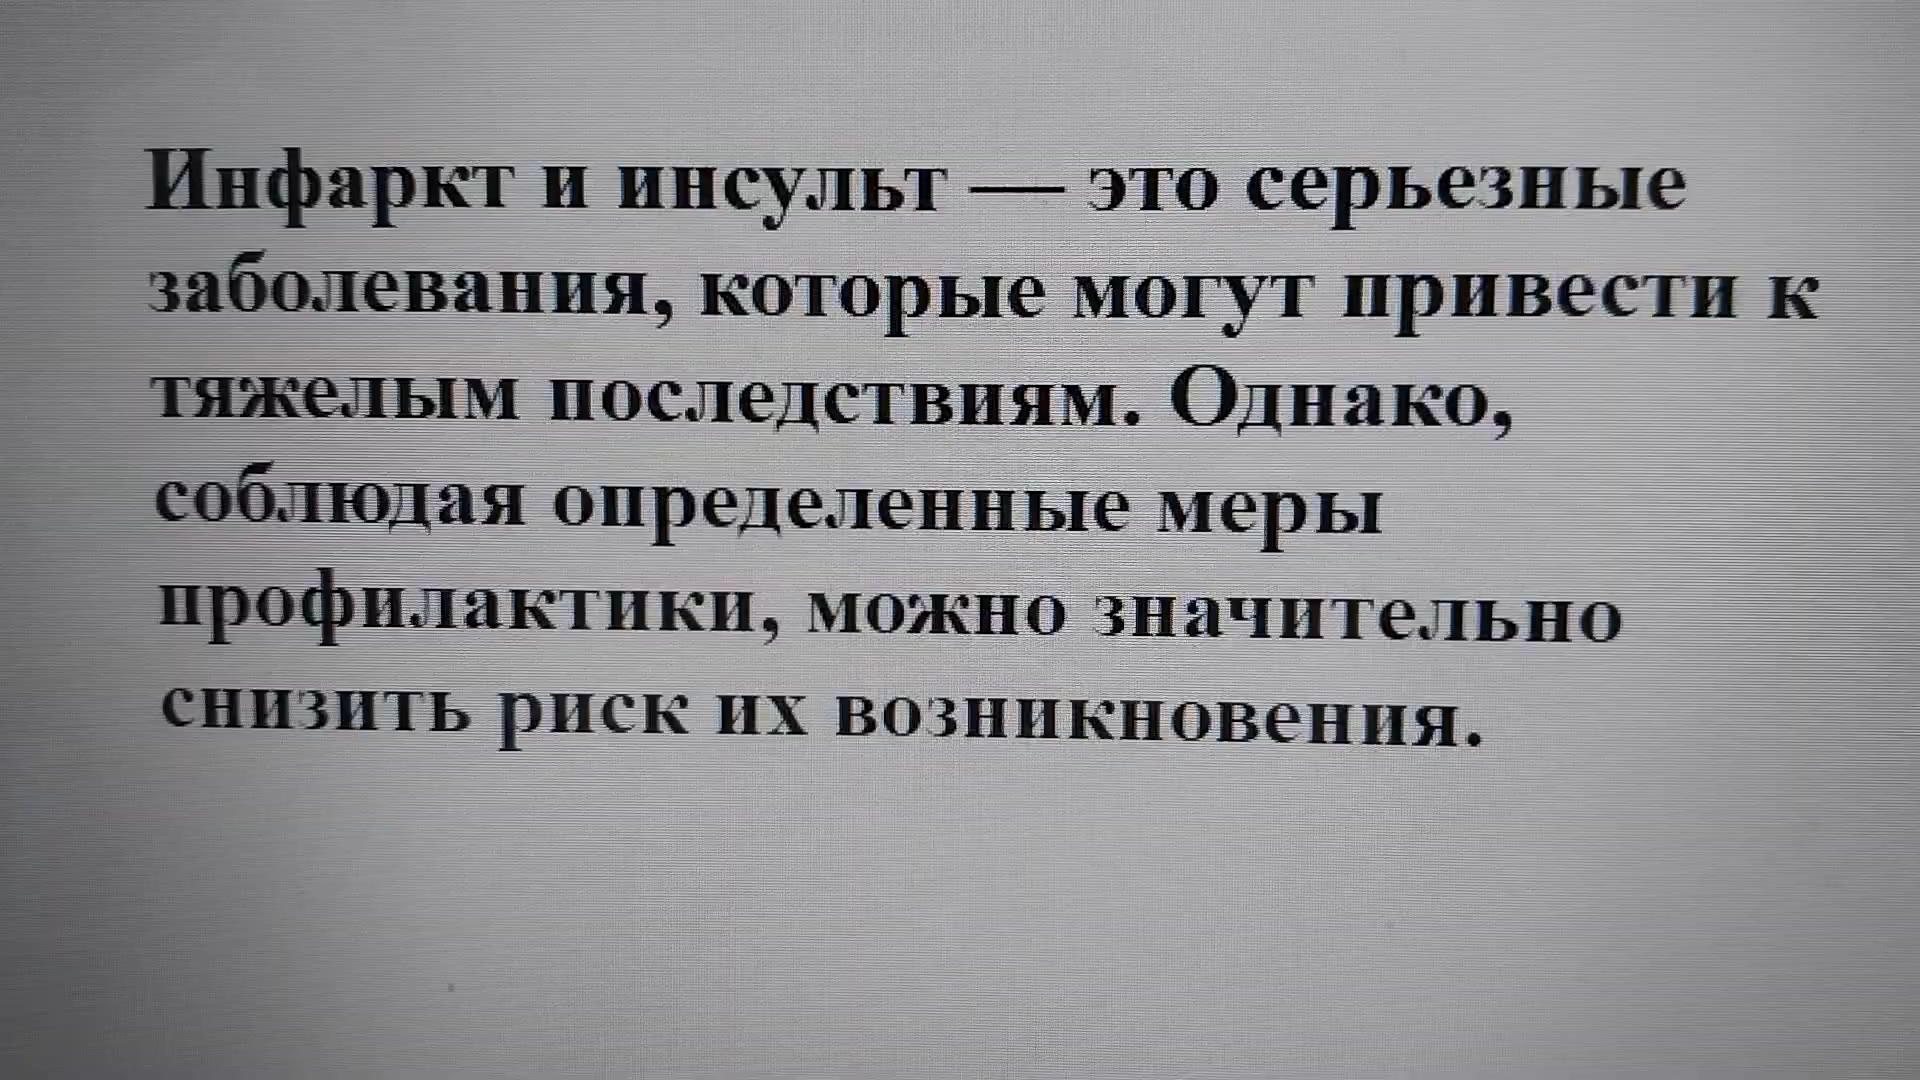 Инфаркт и инсульт — это серьезные
заболевания, которые могут привести к
тяжелым последствиям. Однако,
соблюдая определенные меры
профилактики, можно значительно
снизить риск их возникновения.